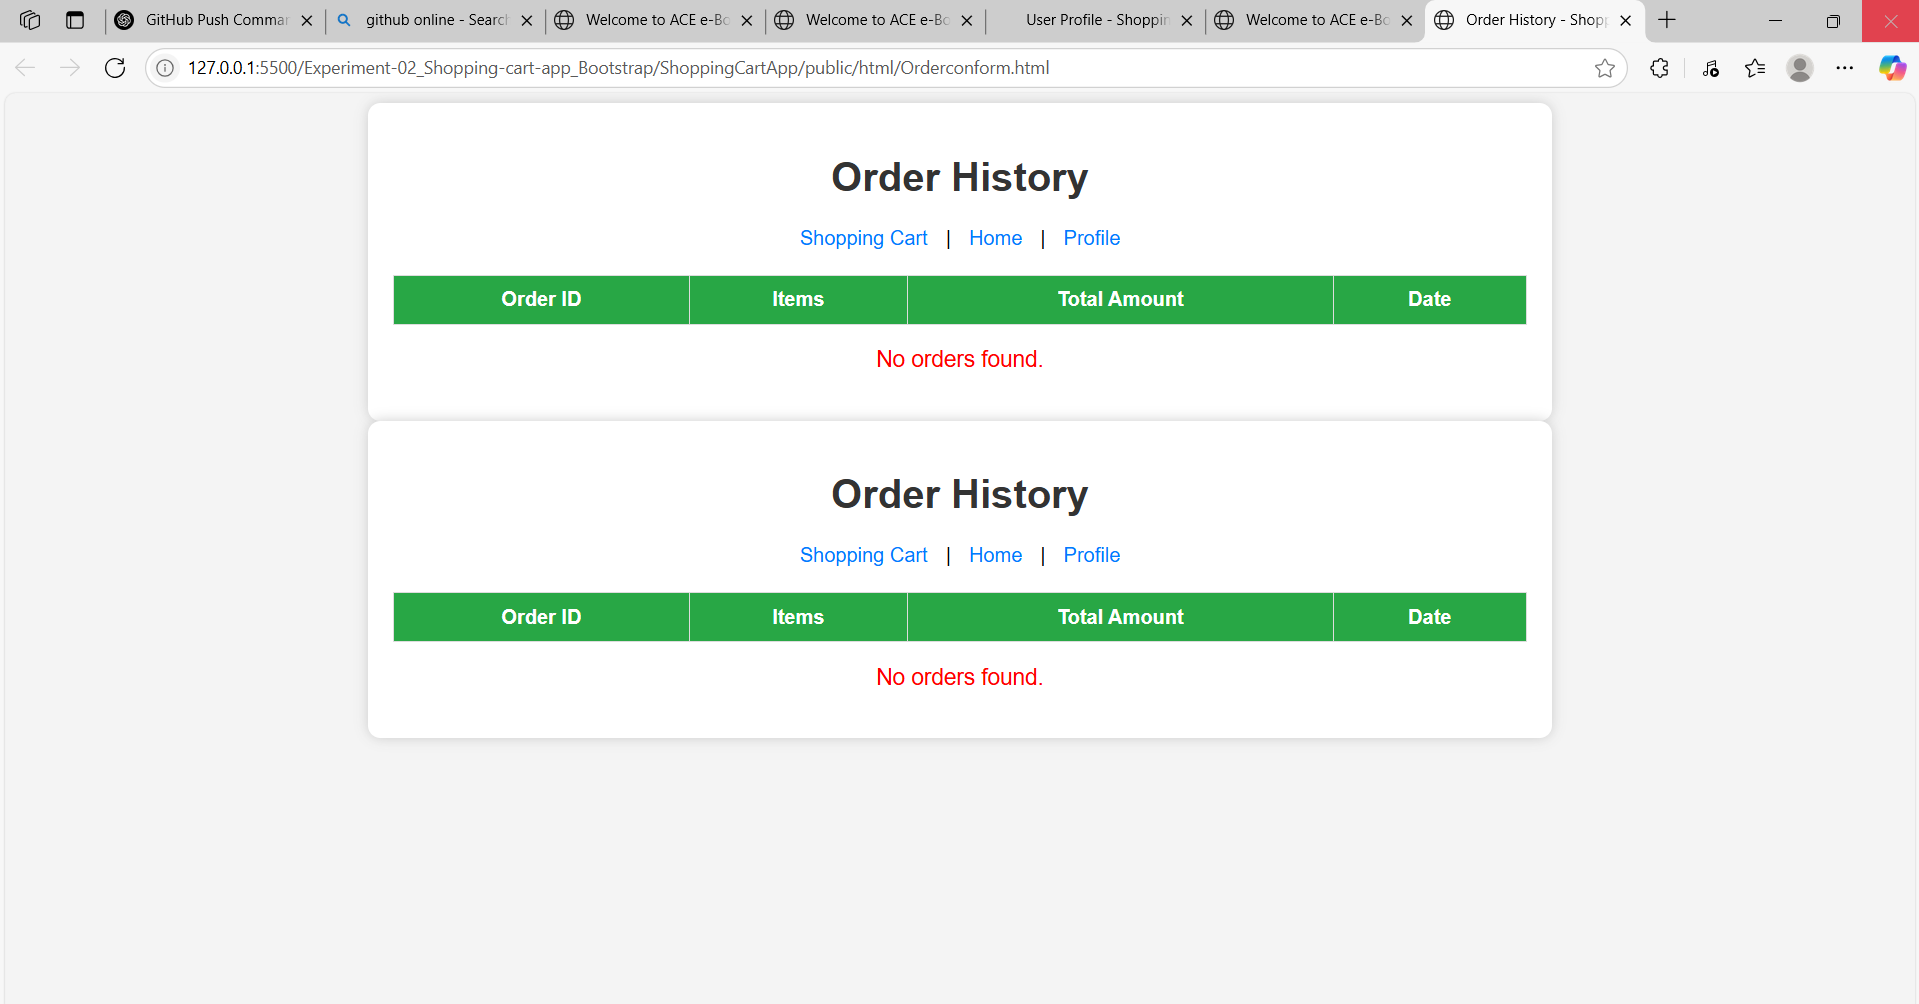 GitHub Push Comman
github online - Search
Welcome to ACE e-Bo
Welcome to ACE e-Bo
User Profile - Shoppin
Welcome to ACE e-Bo
Order History - Shopp
127.0.0.1:5500/Experiment-02_Shopping-cart-app_Bootstrap/ShoppingCartApp/public/html/Orderconform.html
Order History
Shopping Cart | Home | Profile
Order ID Items Total Amount Date
No orders found.
Order History
Shopping Cart | Home | Profile
Order ID Items Total Amount Date
No orders found.